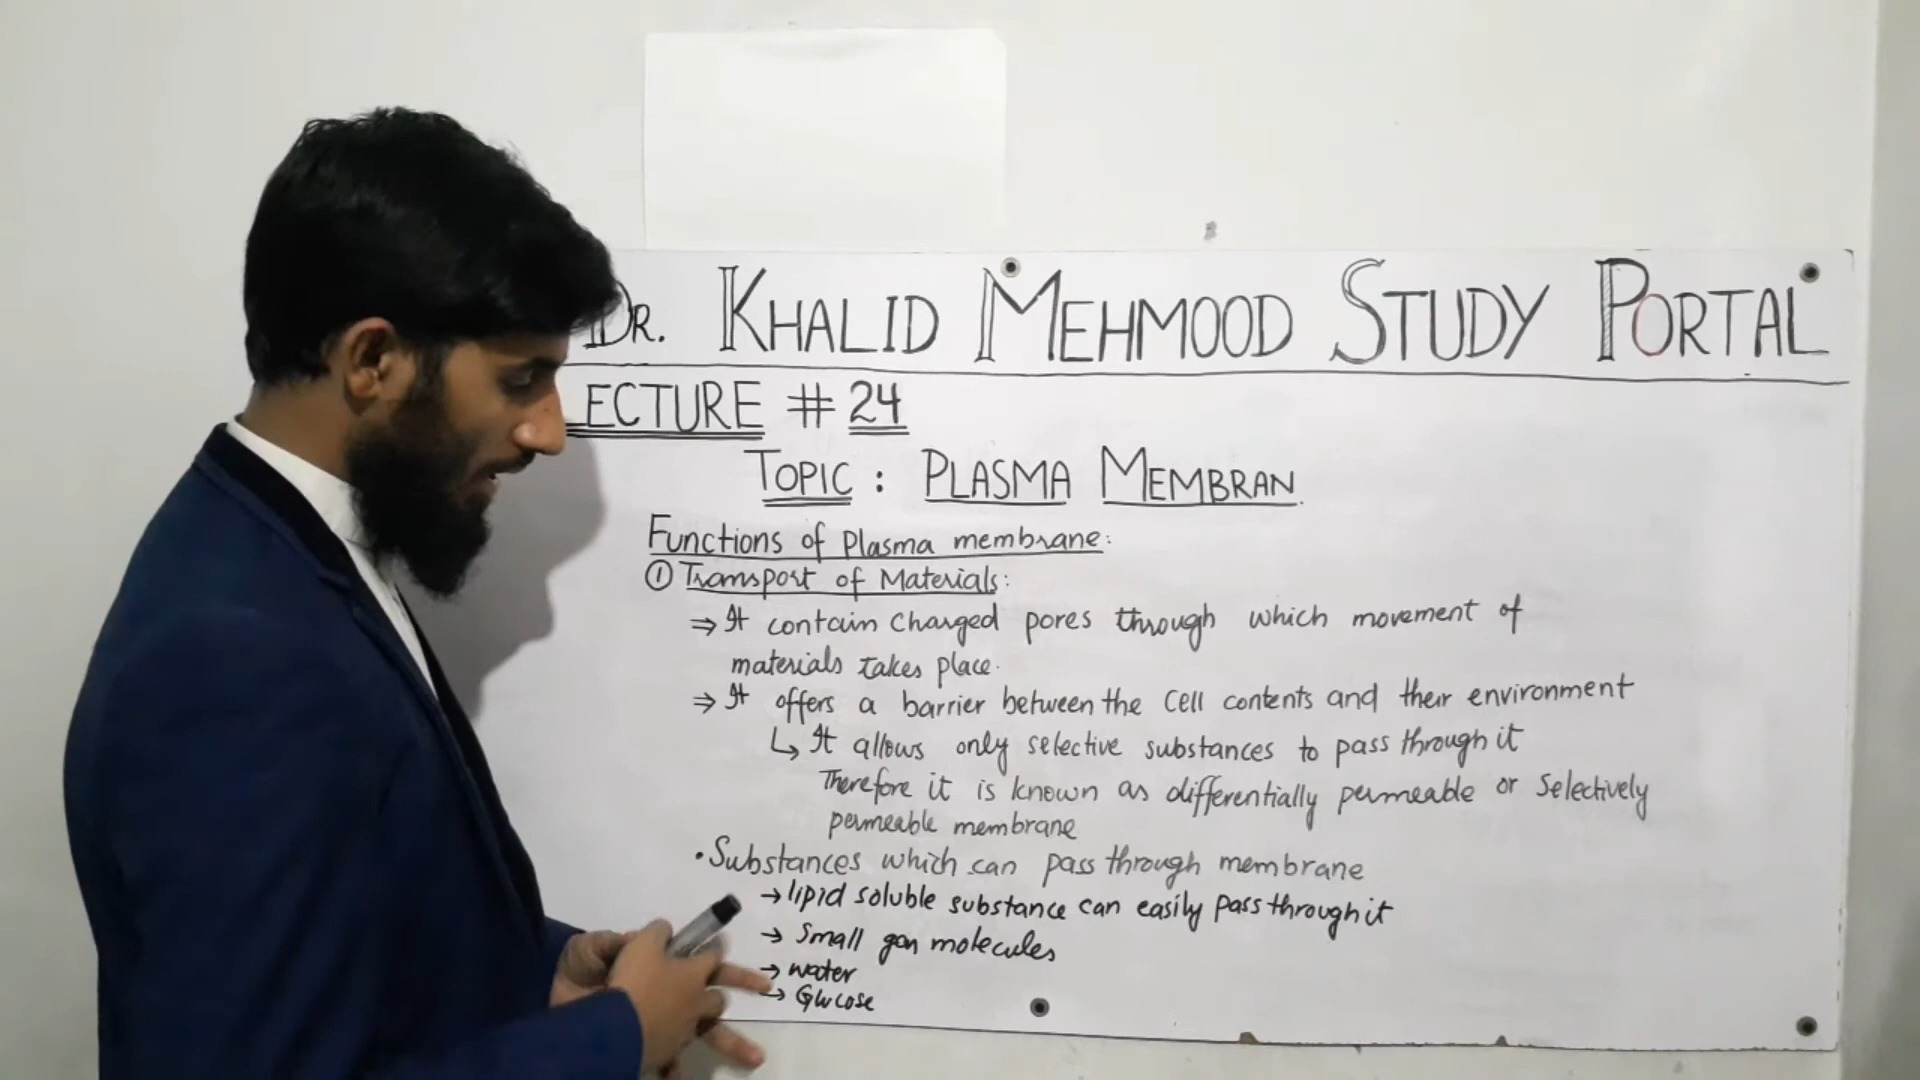 DR. KHALID MEHMOOD STUDY PORTAL
LECTURE # 24
TOPIC : PLASMA MEMBRAN.
Functions of Plasma membrane:
① Transport of Materials:
⇒ It contain charged pores through which movement of
materials takes place.
⇒ It offers a barrier between the cell contents and their environment
↳ It allows only selective substances to pass through it
Therefore it is known as differentially permeable or Selectively
permeable membrane
• Substances which can pass through membrane
→ lipid soluble substance can easily pass through it
→ Small gas molecules
→ water
→ Glucose